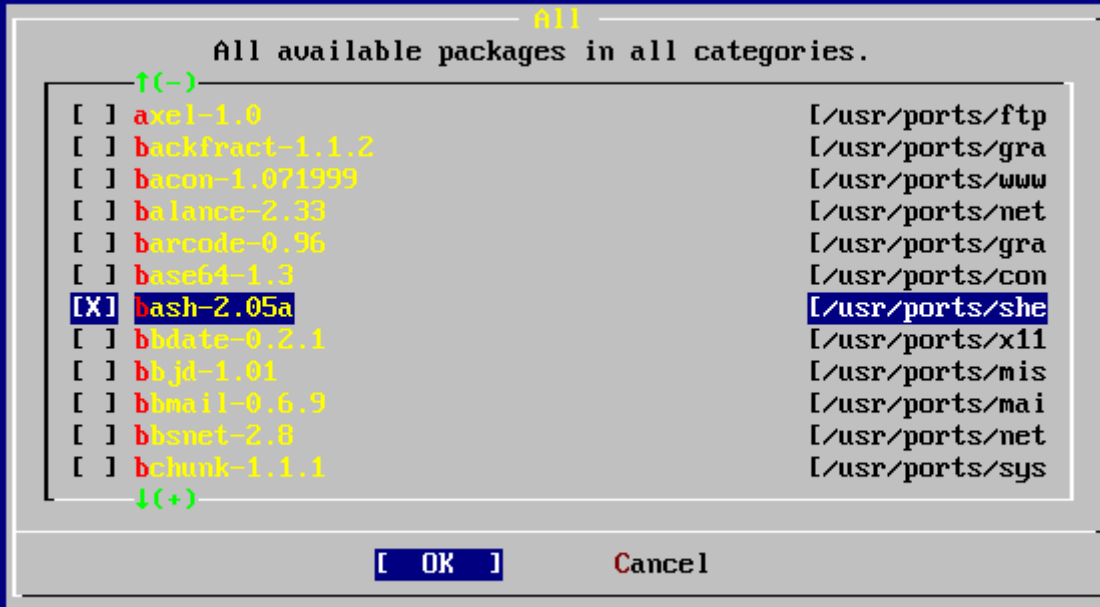 All
All available packages in all categories.
↑(-)
[ ] axel-1.0 [/usr/ports/ftp
[ ] backfract-1.1.2 [/usr/ports/gra
[ ] bacon-1.071999 [/usr/ports/www
[ ] balance-2.33 [/usr/ports/net
[ ] barcode-0.96 [/usr/ports/gra
[ ] base64-1.3 [/usr/ports/con
[X] bash-2.05a [/usr/ports/she
[ ] bbdate-0.2.1 [/usr/ports/x11
[ ] bbjd-1.01 [/usr/ports/mis
[ ] bbmail-0.6.9 [/usr/ports/mai
[ ] bbsnet-2.8 [/usr/ports/net
[ ] bchunk-1.1.1 [/usr/ports/sys
↓(+)
[ OK ] Cancel